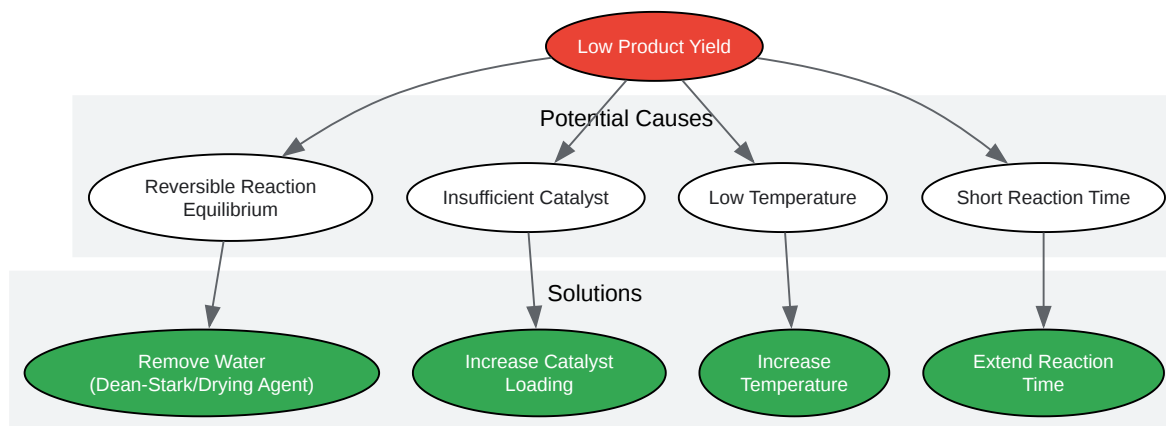 Low Product Yield
Potential Causes
Reversible Reaction
Equilibrium
Insufficient Catalyst
Low Temperature
Short Reaction Time
Solutions
Remove Water
(Dean-Stark/Drying Agent)
Increase Catalyst
Loading
Increase
Temperature
Extend Reaction
Time